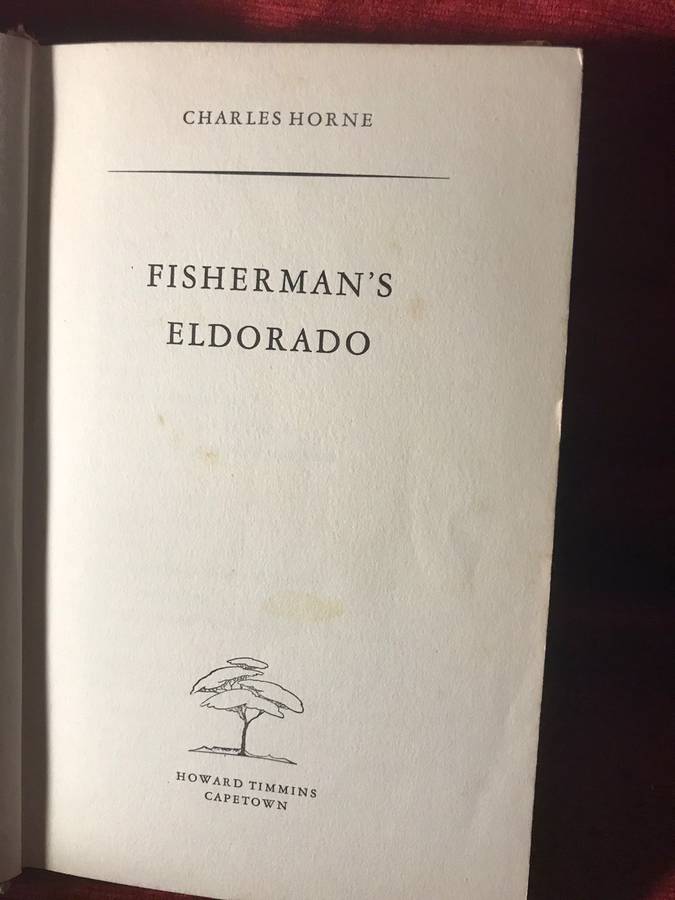 CHARLES HORNE
FISHERMAN'S
ELDORADO
HOWARD TIMMINS
CAPETOWN